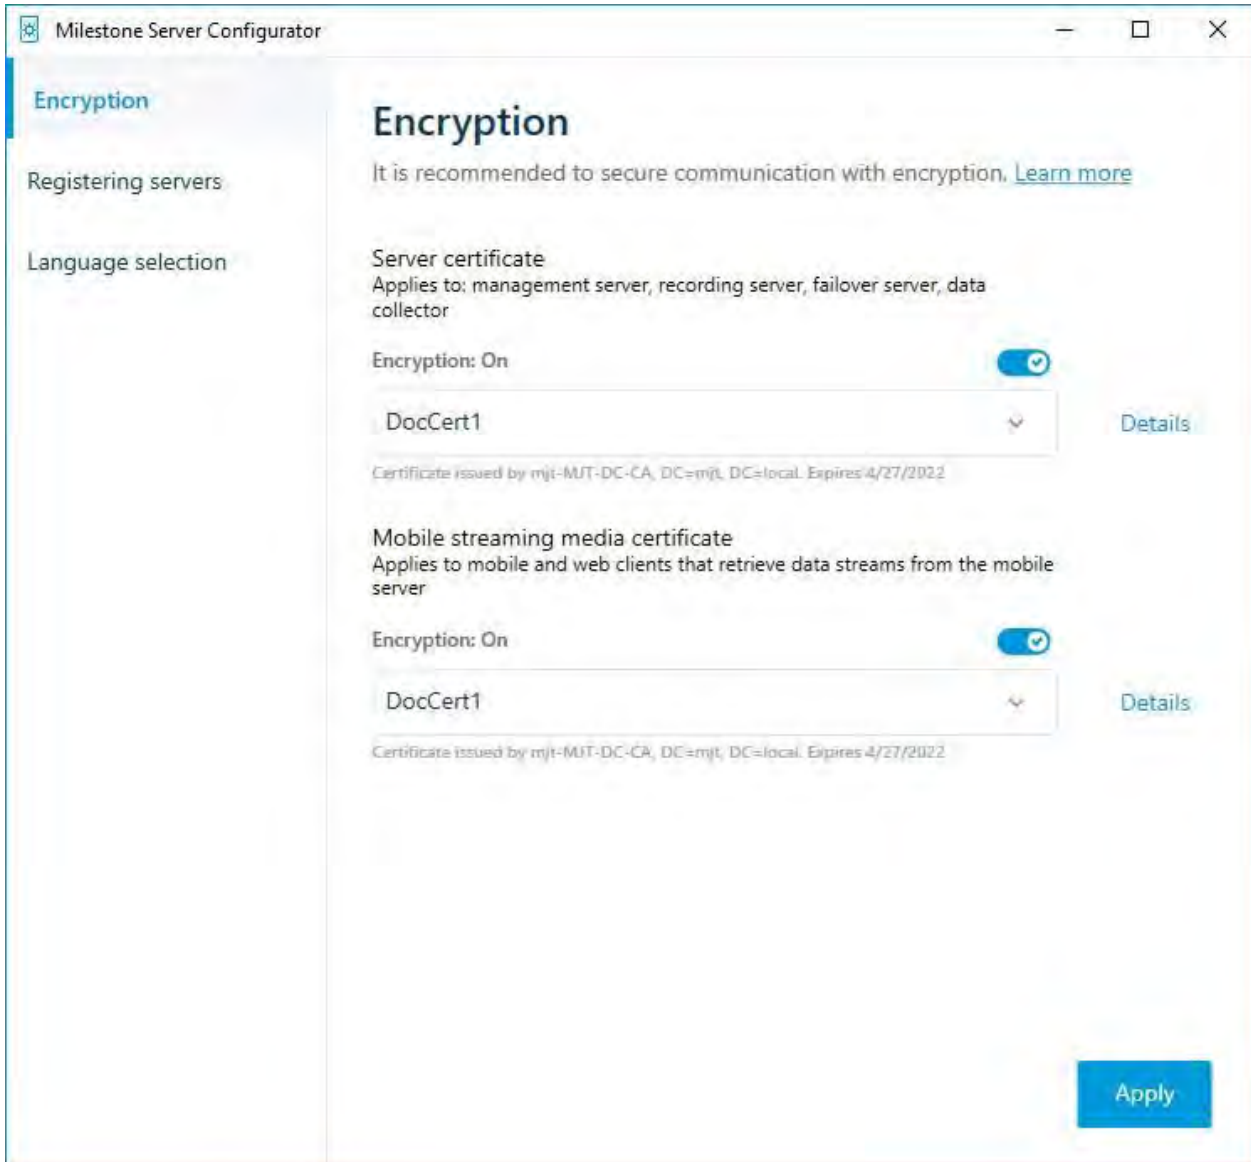 Milestone Server Configurator
Encryption
Registering servers
Language selection
Encryption
It is recommended to secure communication with encryption. Learn more
Server certificate
Applies to: management server, recording server, failover server, data
collector
Encryption: On
DocCert1
Details
Certificate issued by mjt-MJT-DC-CA, DC=mjt, DC=local. Expires 4/27/2022
Mobile streaming media certificate
Applies to mobile and web clients that retrieve data streams from the mobile
server
Encryption: On
DocCert1
Details
Certificate issued by mjt-MJT-DC-CA, DC=mjt, DC=local. Expires 4/27/2022
Apply